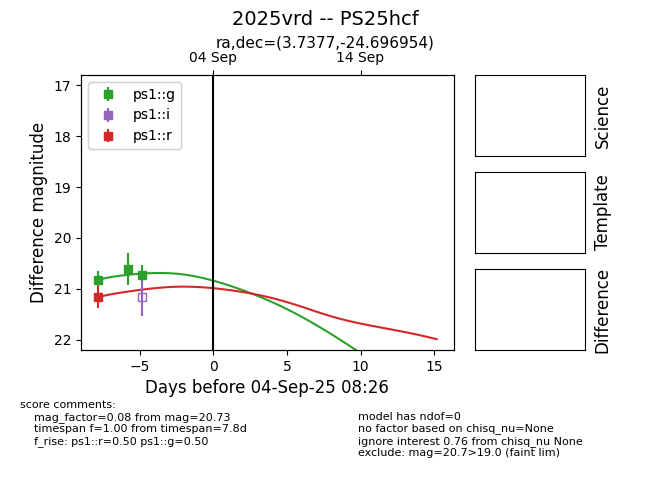 2025vrd -- PS25hcf
ra,dec=(3.7377,-24.696954)
04 Sep
14 Sep
17
18
19
20
21
22
Difference magnitude
ps1::g
ps1::i
ps1::r
−5
0
5
10
15
Days before 04-Sep-25 08:26
Science
Template
Difference
score comments:
mag_factor=0.08 from mag=20.73
timespan f=1.00 from timespan=7.8d
f_rise: ps1::r=0.50 ps1::g=0.50
model has ndof=0
no factor based on chisq_nu=None
ignore interest 0.76 from chisq_nu None
exclude: mag=20.7>19.0 (faint lim)